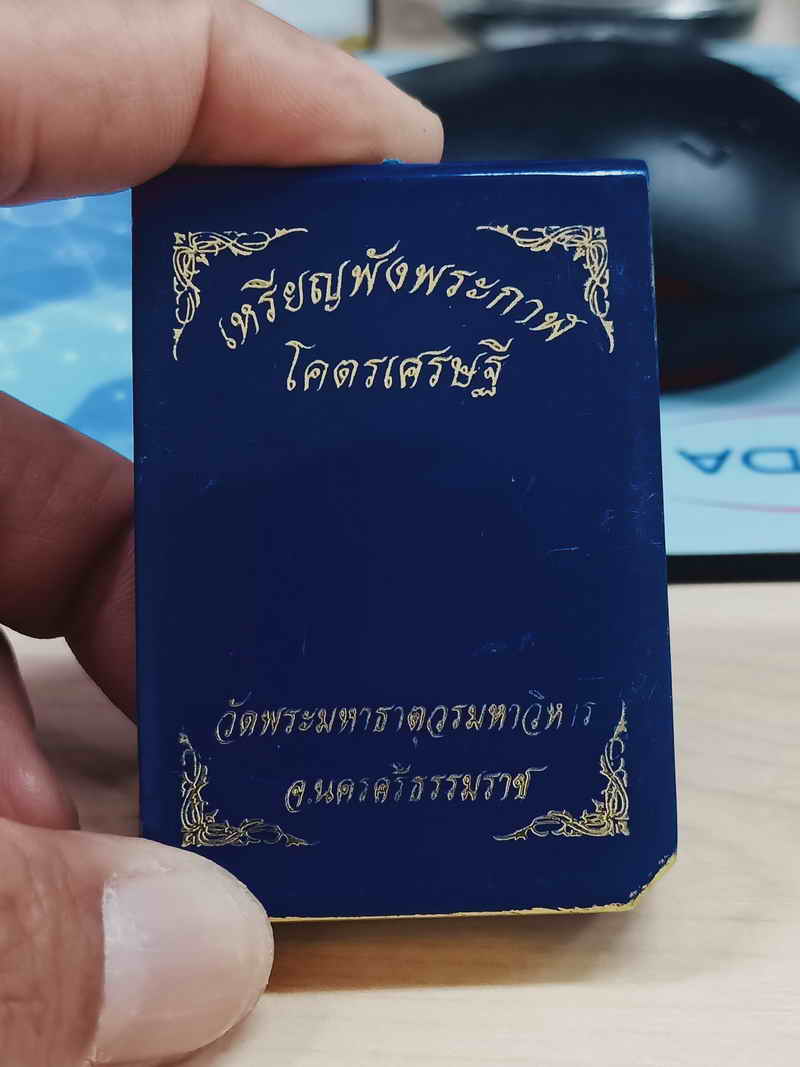 เหรียญพังพระกาฬ
โคตรเศรษฐี
วัดพระมหาธาตุวรมหาวิหาร
จ.นครศรีธรรมราช